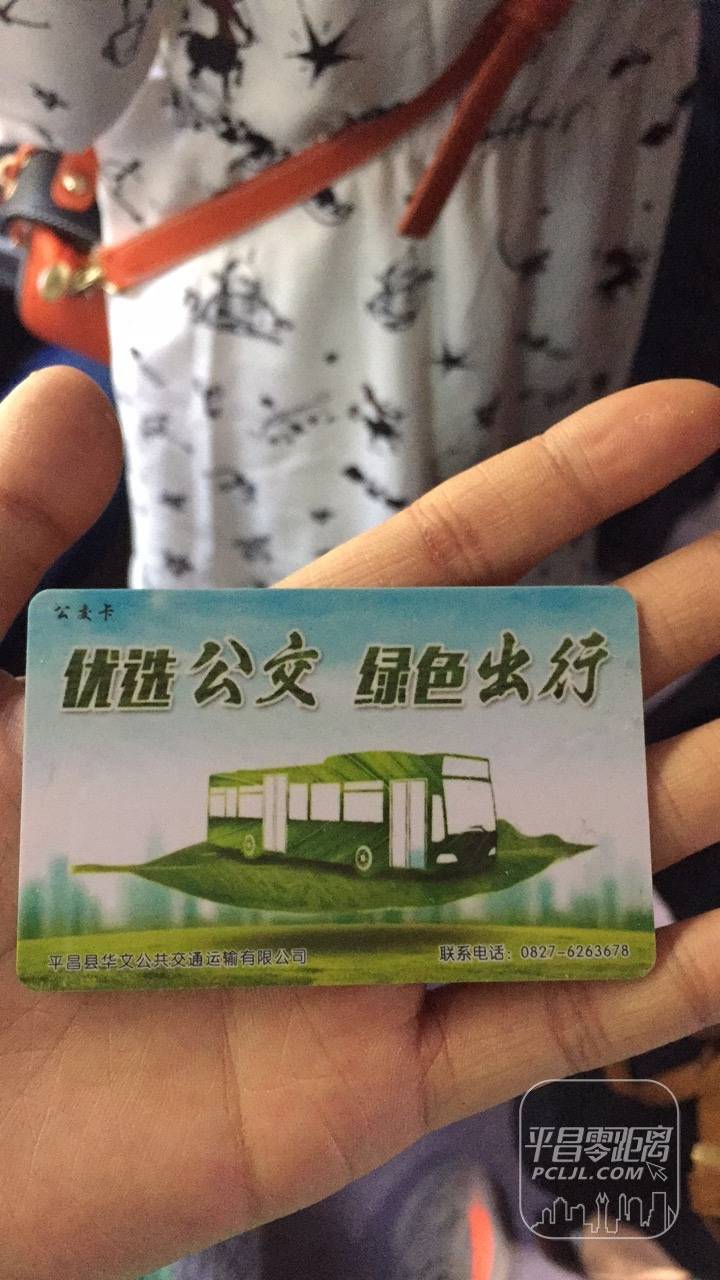 公交卡
优选公交 绿色出行
平昌县华文公共交通运输有限公司
联系电话：0827-6263678
平昌零距离
PCLJL.COM